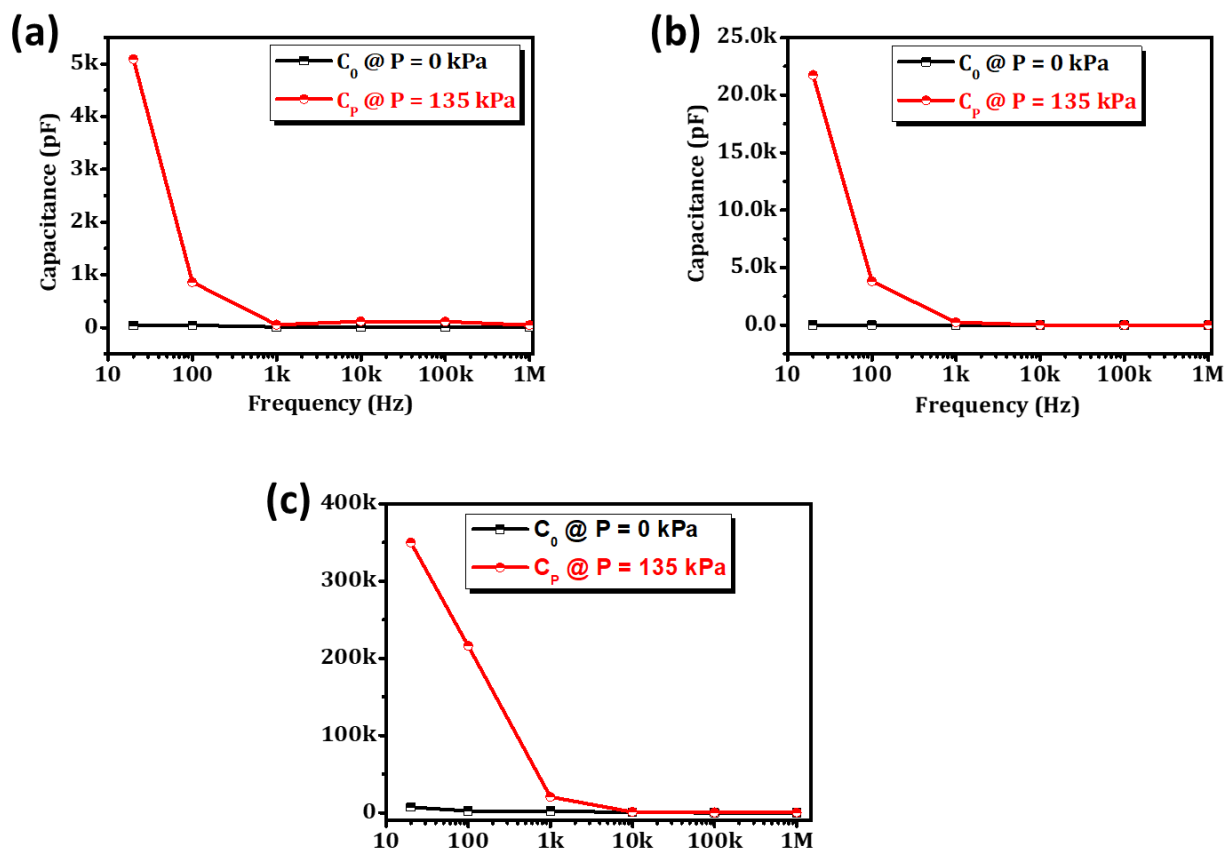 (a)
C₀ @ P = 0 kPa
C_P @ P = 135 kPa
Capacitance (pF)
5k
4k
3k
2k
1k
0
10 100 1k 10k 100k 1M
Frequency (Hz)
(b)
C₀ @ P = 0 kPa
C_P @ P = 135 kPa
Capacitance (pF)
25.0k
20.0k
15.0k
10.0k
5.0k
0.0
10 100 1k 10k 100k 1M
Frequency (Hz)
(c)
C₀ @ P = 0 kPa
C_P @ P = 135 kPa
400k
300k
200k
100k
0
10 100 1k 10k 100k 1M